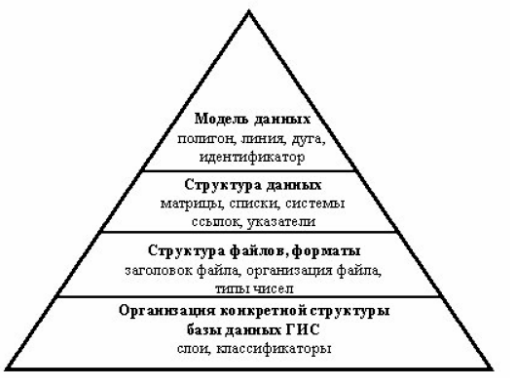 Модель данных
полигон, линия, дуга,
идентификатор
Структура данных
матрицы, списки, системы
ссылок, указатели
Структура файлов, форматы
заголовок файла, организация файла,
типы чисел
Организация конкретной структуры
базы данных ГИС
слои, классификаторы